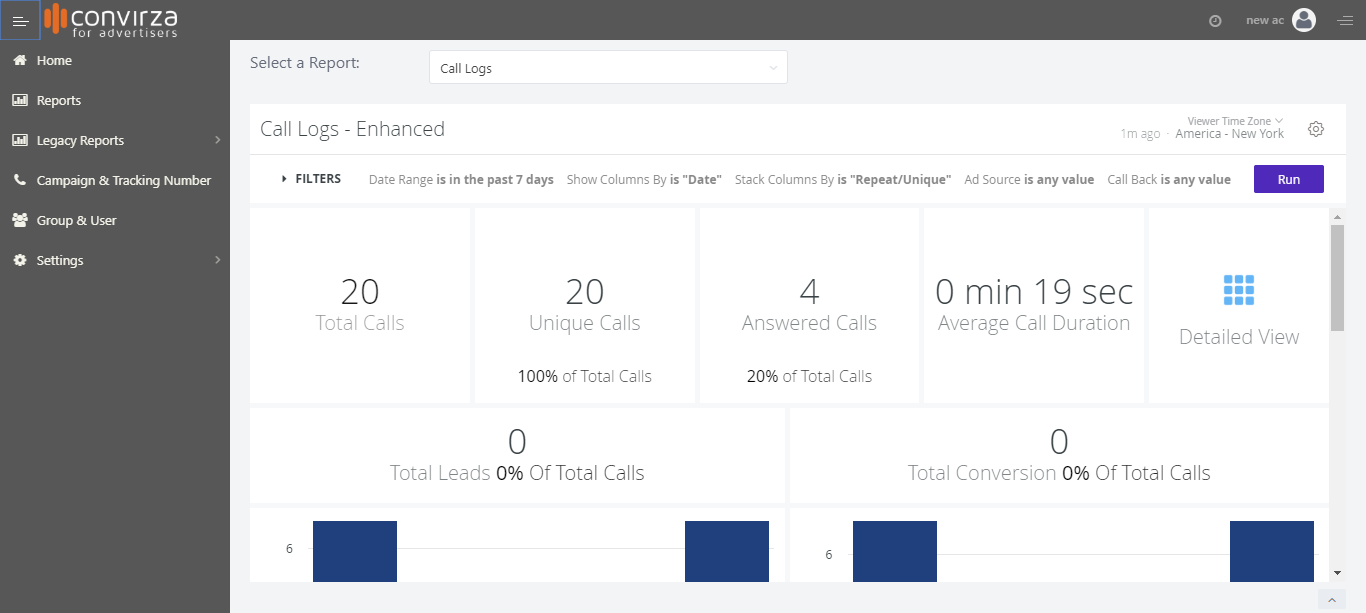 convirza
for advertisers
new ac
Home
Reports
Legacy Reports
Campaign & Tracking Number
Group & User
Settings
Select a Report:
Call Logs
Call Logs - Enhanced
Viewer Time Zone
1m ago · America - New York
FILTERS Date Range is in the past 7 days Show Columns By is "Date" Stack Columns By is "Repeat/Unique" Ad Source is any value Call Back is any value Run
20
Total Calls
20
Unique Calls
100% of Total Calls
4
Answered Calls
20% of Total Calls
0 min 19 sec
Average Call Duration
Detailed View
0
Total Leads 0% Of Total Calls
0
Total Conversion 0% Of Total Calls
6
6